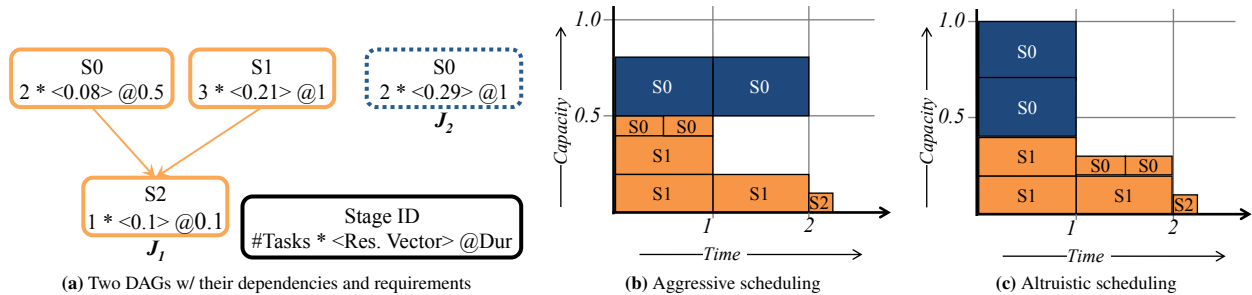 S0
2 * <0.08> @0.5
S1
3 * <0.21> @1
S0
2 * <0.29> @1
J2
S2
1 * <0.1> @0.1
J1
Stage ID
#Tasks * <Res. Vector> @Dur
(a) Two DAGs w/ their dependencies and requirements
1.0
0.5
Capacity
S0
S0
S0
S0
S1
S1
S1
S2
1
2
Time
(b) Aggressive scheduling
1.0
0.5
Capacity
S0
S0
S1
S0
S0
S1
S1
S2
1
2
Time
(c) Altruistic scheduling